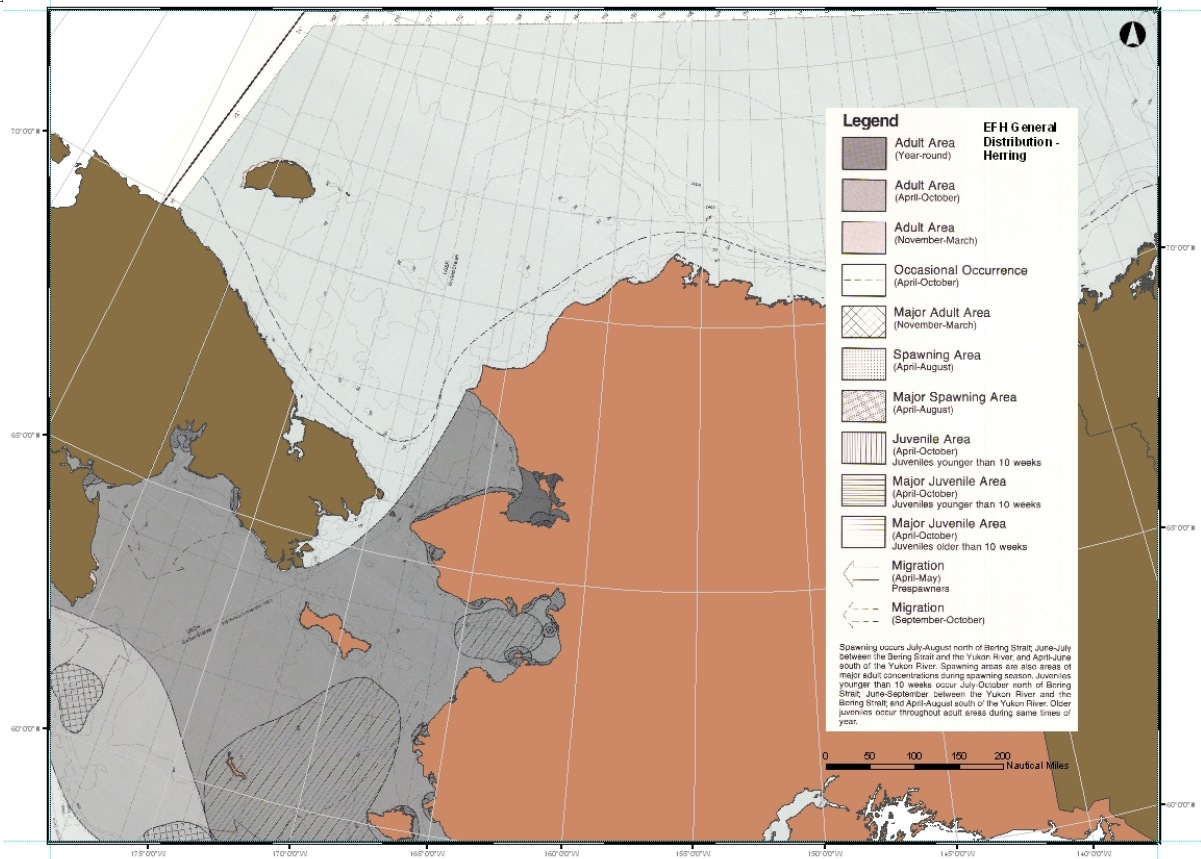 70°0'0"N
65°0'0"N
60°0'0"N
Legend
EFH General
Distribution -
Herring
Adult Area
(Year-round)
Adult Area
(April-October)
Adult Area
(November-March)
Occasional Occurrence
(April-October)
Major Adult Area
(November-March)
Spawning Area
(April-August)
Major Spawning Area
(April-August)
Juvenile Area
(April-October)
Juveniles younger than 10 weeks
Major Juvenile Area
(April-October)
Juveniles younger than 10 weeks
Major Juvenile Area
(April-October)
Juveniles older than 10 weeks
Migration
(April-May)
Prespawners
Migration
(September-October)
Spawning occurs July-August north of Bering Strait; June-July
between the Bering Strait and the Yukon River; and April-June
south of the Yukon River. Spawning areas are also areas of
major adult concentrations during spawning season. Juveniles
younger than 10 weeks occur July-October north of Bering
Strait; June-September between the Yukon River and the
Bering Strait; and April-August south of the Yukon River. Older
juveniles occur throughout adult areas during same times of
year.
0 50 100 150 200
Nautical Miles
70°0'0"N
65°0'0"N
60°0'0"N
175°0'0"W 170°0'0"W 165°0'0"W 160°0'0"W 155°0'0"W 150°0'0"W 145°0'0"W 140°0'0"W